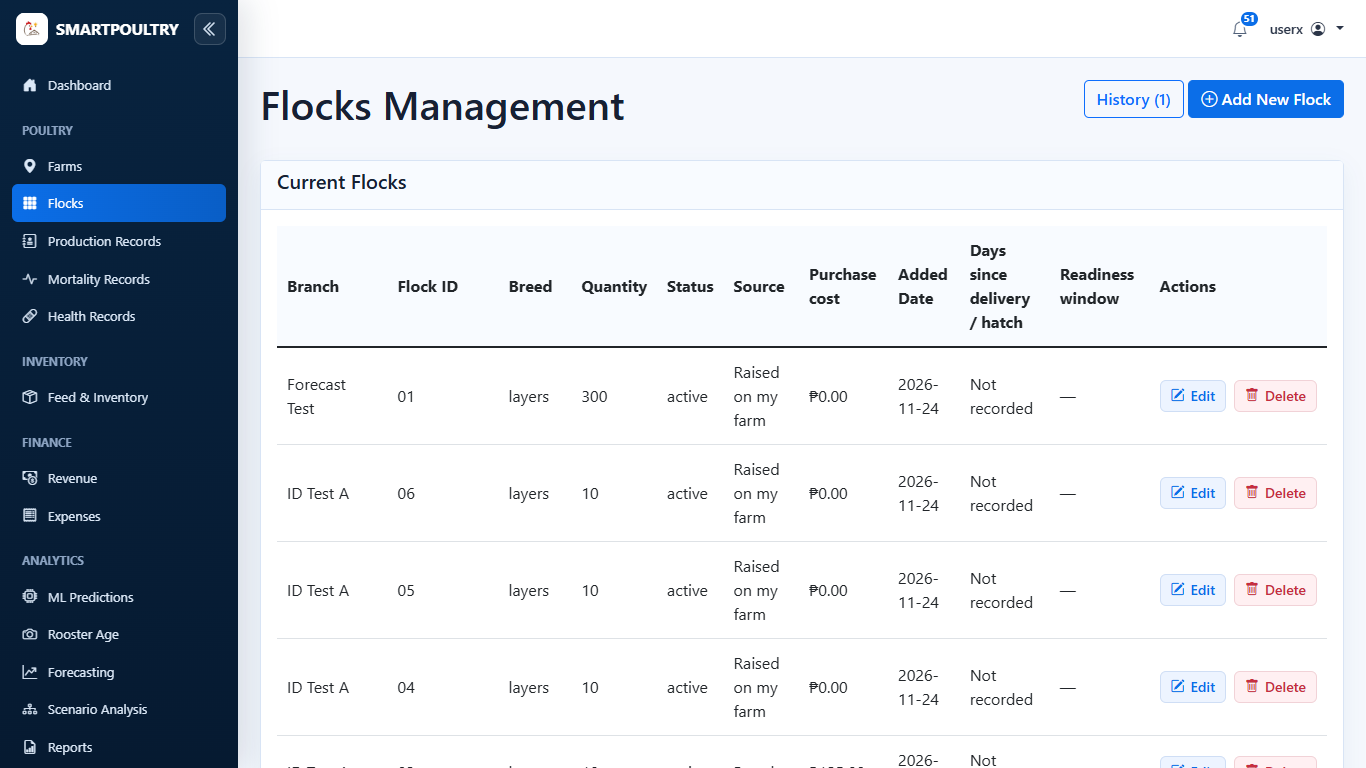 SMARTPOULTRY
51
userx
Dashboard
POULTRY
Farms
Flocks
Production Records
Mortality Records
Health Records
INVENTORY
Feed & Inventory
FINANCE
Revenue
Expenses
ANALYTICS
ML Predictions
Rooster Age
Forecasting
Scenario Analysis
Reports
Flocks Management
History (1)
Add New Flock
Current Flocks
Branch Flock ID Breed Quantity Status Source Purchase cost Added Date Days since delivery / hatch Readiness window Actions
Forecast Test 01 layers 300 active Raised on my farm ₱0.00 2026-11-24 Not recorded — Edit Delete
ID Test A 06 layers 10 active Raised on my farm ₱0.00 2026-11-24 Not recorded — Edit Delete
ID Test A 05 layers 10 active Raised on my farm ₱0.00 2026-11-24 Not recorded — Edit Delete
ID Test A 04 layers 10 active Raised on my farm ₱0.00 2026-11-24 Not recorded — Edit Delete
2026- Not